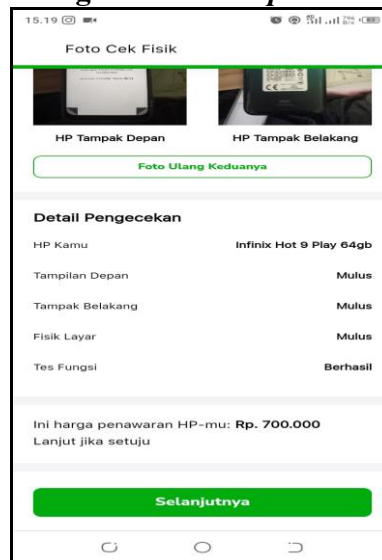 15.19
Foto Cek Fisik
HP Tampak Depan
HP Tampak Belakang
Foto Ulang Keduanya
Detail Pengecekan
HP Kamu Infinix Hot 9 Play 64gb
Tampilan Depan Mulus
Tampak Belakang Mulus
Fisik Layar Mulus
Tes Fungsi Berhasil
Ini harga penawaran HP-mu: Rp. 700.000
Lanjut jika setuju
Selanjutnya